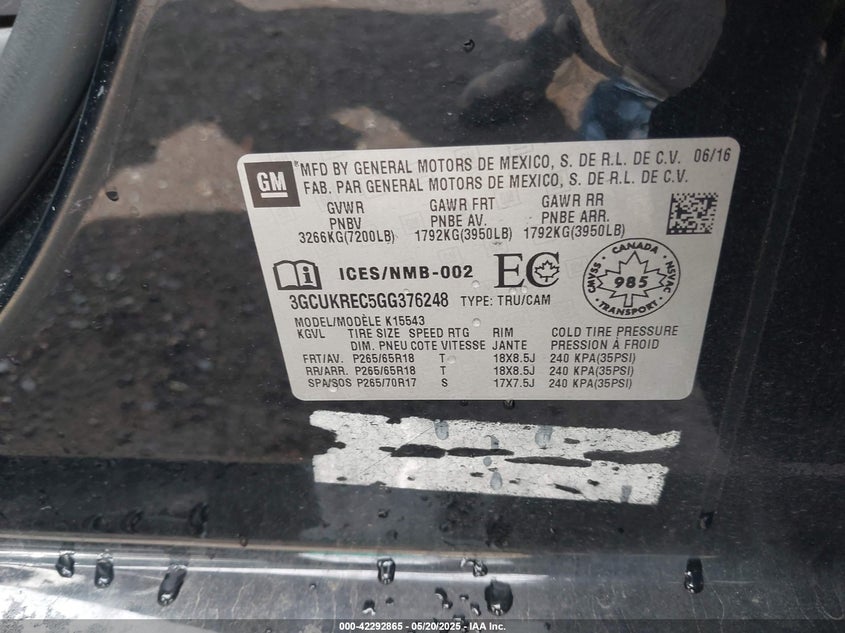 GM
MFD BY GENERAL MOTORS DE MEXICO, S. DE R.L. DE C.V. 06/16
FAB. PAR GENERAL MOTORS DE MEXICO, S. DE R.L. DE C.V.
GVWR GAWR FRT GAWR RR
PNBV PNBE AV. PNBE ARR.
3266KG(7200LB) 1792KG(3950LB) 1792KG(3950LB)
ICES/NMB-002 EC
CANADA
CMVSS 985 NSVAC
TRANSPORT
3GCUKREC5GG376248 TYPE: TRU/CAM
MODEL/MODÈLE K15543
KGVL TIRE SIZE SPEED RTG RIM COLD TIRE PRESSURE
DIM. PNEU COTE VITESSE JANTE PRESSION À FROID
FRT/AV. P265/65R18 T 18X8.5J 240 KPA(35PSI)
RR/ARR. P265/65R18 T 18X8.5J 240 KPA(35PSI)
SPA/SOS P265/70R17 S 17X7.5J 240 KPA(35PSI)
000-42292865 - 05/20/2025 - IAA Inc.